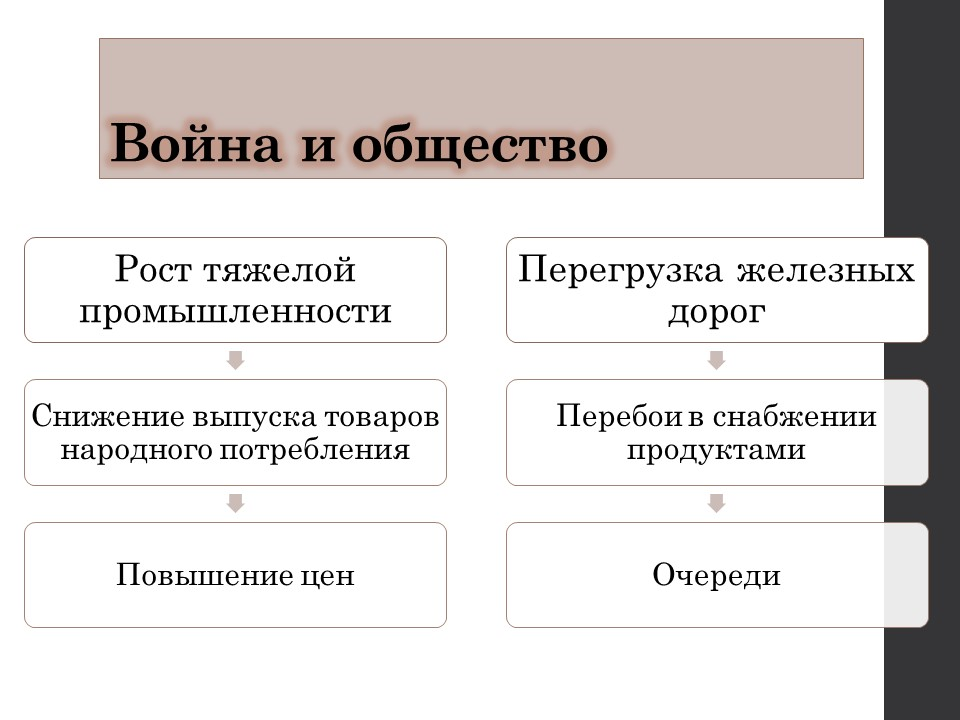 Война и общество
Рост тяжелой
промышленности
Снижение выпуска товаров
народного потребления
Повышение цен
Перегрузка железных
дорог
Перебои в снабжении
продуктами
Очереди